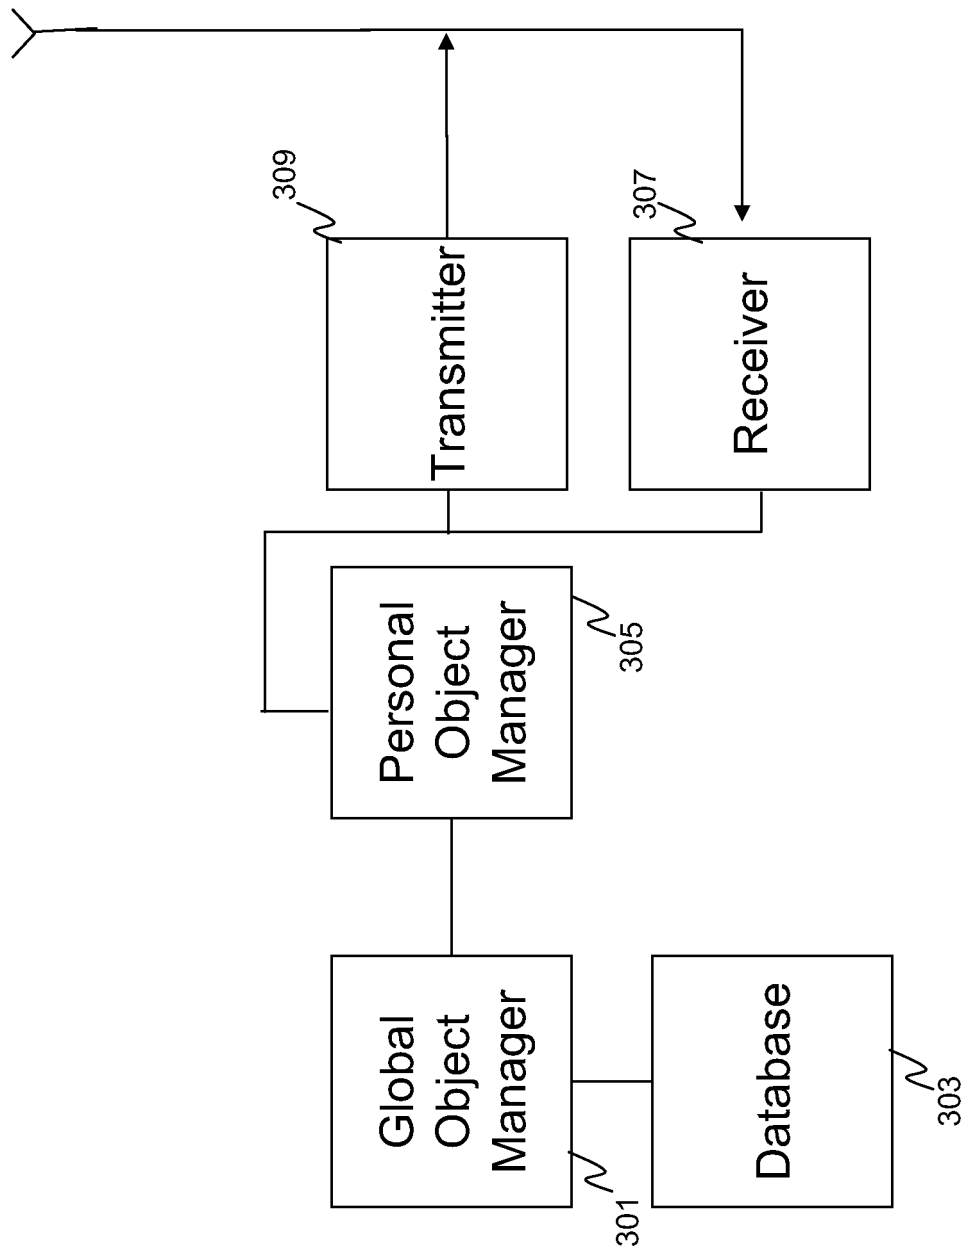 Global
Object
Manager
301
Database
303
Personal
Object
Manager
305
Transmitter
309
Receiver
307